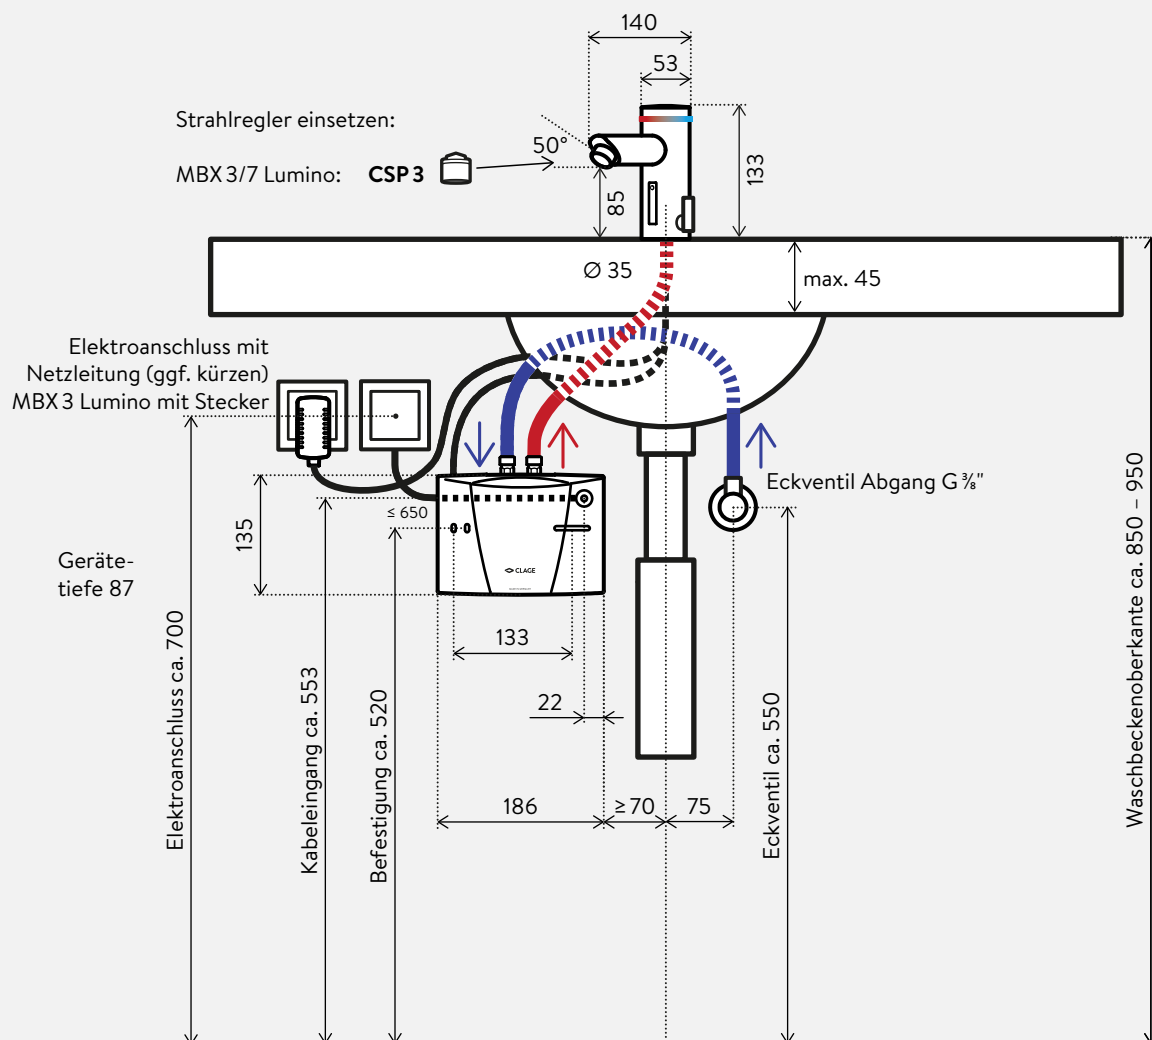 140
53
Strahlregler einsetzen:
50°
MBX 3/7 Lumino: CSP 3
133
85
Ø 35
max. 45
Elektroanschluss mit
Netzleitung (ggf. kürzen)
MBX 3 Lumino mit Stecker
Eckventil Abgang G ⅜"
≤ 650
135
Geräte-
tiefe 87
CLAGE
133
22
186
≥ 70
75
Elektroanschluss ca. 700
Kabeleingang ca. 553
Befestigung ca. 520
Eckventil ca. 550
Waschbeckenoberkante ca. 850 – 950